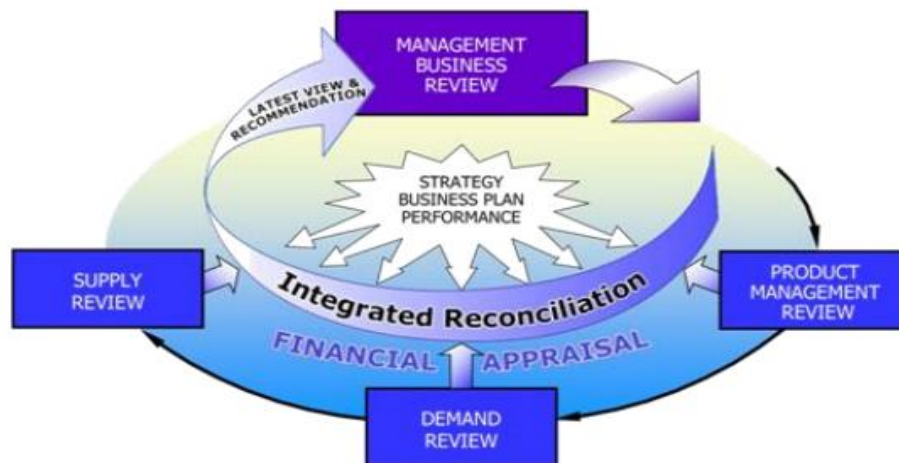 MANAGEMENT
BUSINESS
REVIEW
LATEST VIEW &
RECOMMENDATION
STRATEGY
BUSINESS PLAN
PERFORMANCE
SUPPLY
REVIEW
PRODUCT
MANAGEMENT
REVIEW
Integrated Reconciliation
FINANCIAL APPRAISAL
DEMAND
REVIEW